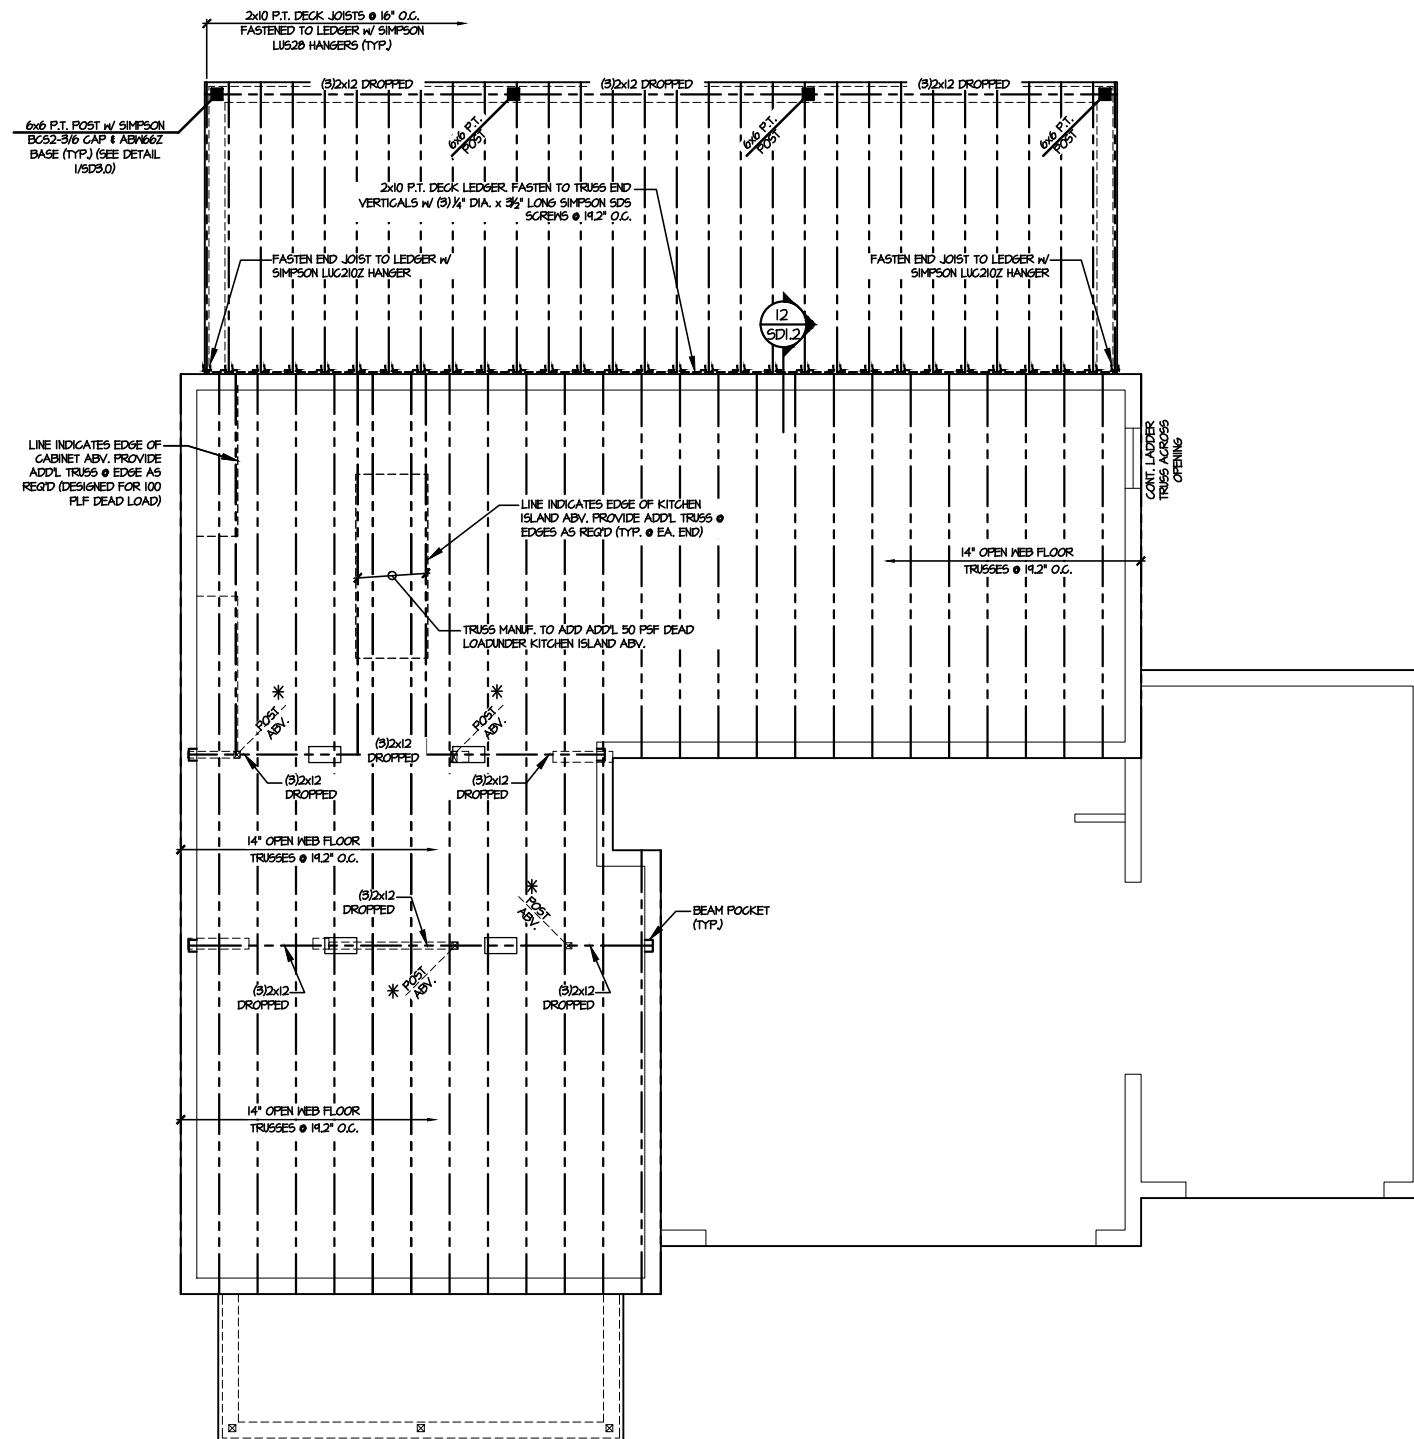 2x10 P.T. DECK JOISTS @ 16" O.C.
FASTENED TO LEDGER W/ SIMPSON
LUS28 HANGERS (TYP.)
(3)2x12 DROPPED
(3)2x12 DROPPED
(3)2x12 DROPPED
6x6 P.T. POST W/ SIMPSON
BCS2-3/6 CAP & ABW66Z
BASE (TYP.) (SEE DETAIL
1/SD3.0)
6x6 P.T.
POST
6x6 P.T.
POST
6x6 P.T.
POST
2x10 P.T. DECK LEDGER. FASTEN TO TRUSS END
VERTICALS W/ (3) ¼" DIA. x 3½" LONG SIMPSON SDS
SCREWS @ 19.2" O.C.
FASTEN END JOIST TO LEDGER W/
SIMPSON LUC210Z HANGER
FASTEN END JOIST TO LEDGER W/
SIMPSON LUC210Z HANGER
12
SD1.2
LINE INDICATES EDGE OF
CABINET ABV. PROVIDE
ADD'L TRUSS @ EDGE AS
REQ'D (DESIGNED FOR 100
PLF DEAD LOAD)
CONT. LADDER
TRUSS ACROSS
OPENING
LINE INDICATES EDGE OF KITCHEN
ISLAND ABV. PROVIDE ADD'L TRUSS @
EDGES AS REQ'D (TYP. @ EA. END)
14" OPEN WEB FLOOR
TRUSSES @ 19.2" O.C.
TRUSS MANUF. TO ADD ADD'L 50 PSF DEAD
LOADUNDER KITCHEN ISLAND ABV.
*
POST
ABV.
*
POST
ABV.
(3)2x12
DROPPED
(3)2x12
DROPPED
(3)2x12
DROPPED
14" OPEN WEB FLOOR
TRUSSES @ 19.2" O.C.
(3)2x12
DROPPED
*
POST
ABV.
BEAM POCKET
(TYP.)
(3)2x12
DROPPED
*
POST
ABV.
(3)2x12
DROPPED
14" OPEN WEB FLOOR
TRUSSES @ 19.2" O.C.